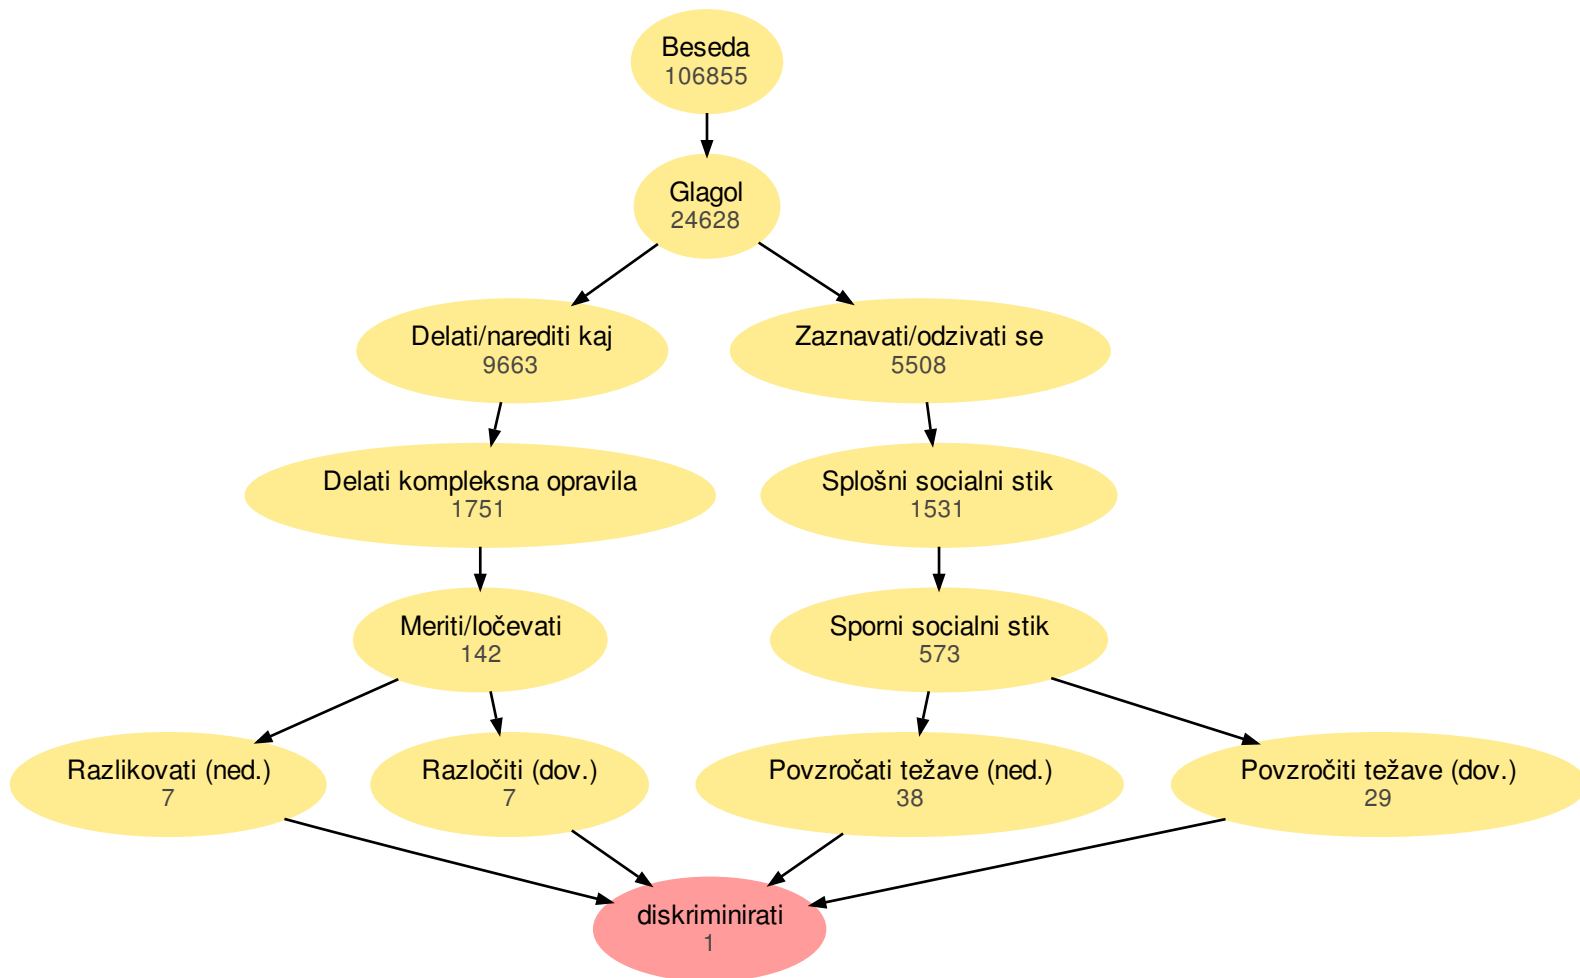 Beseda
106855
Glagol
24628
Delati/narediti kaj
9663
Zaznavati/odzivati se
5508
Delati kompleksna opravila
1751
Splošni socialni stik
1531
Meriti/ločevati
142
Sporni socialni stik
573
Razlikovati (ned.)
7
Razločiti (dov.)
7
Povzročati težave (ned.)
38
Povzročiti težave (dov.)
29
diskriminirati
1